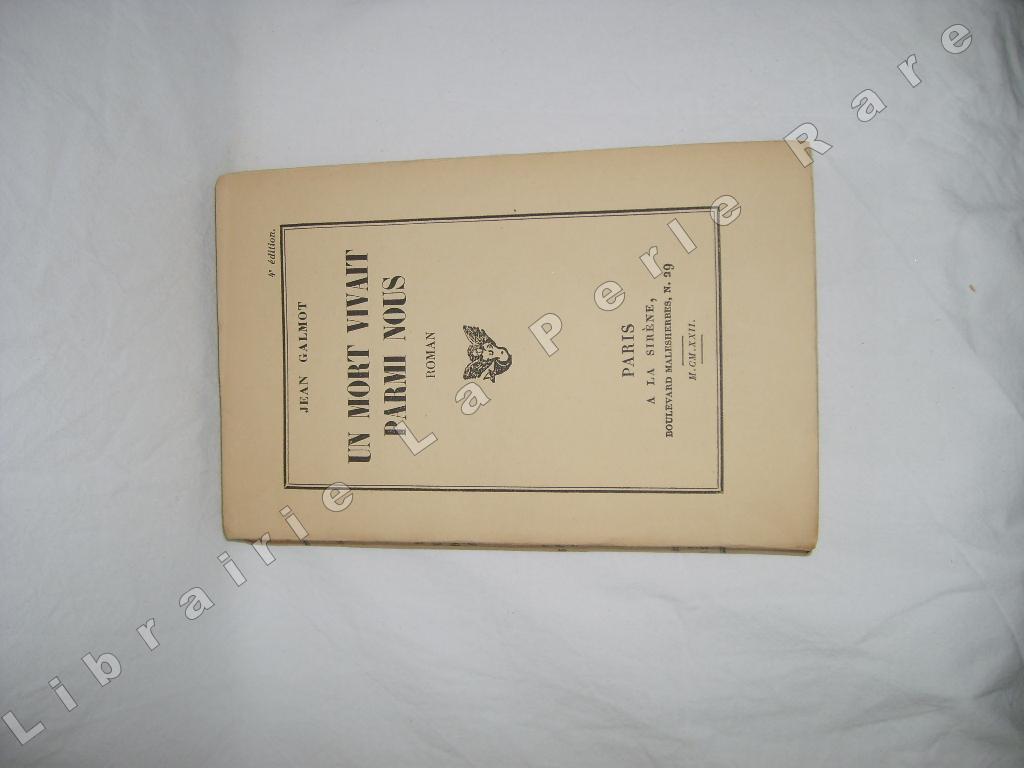 4e édition.
JEAN GALMOT
UN MORT VIVAIT
PARMI NOUS
ROMAN
PARIS
A LA SIRÈNE,
BOULEVARD MALESHERBES, N. 29
M.CM.XXII.
Librairie La Perle Rare